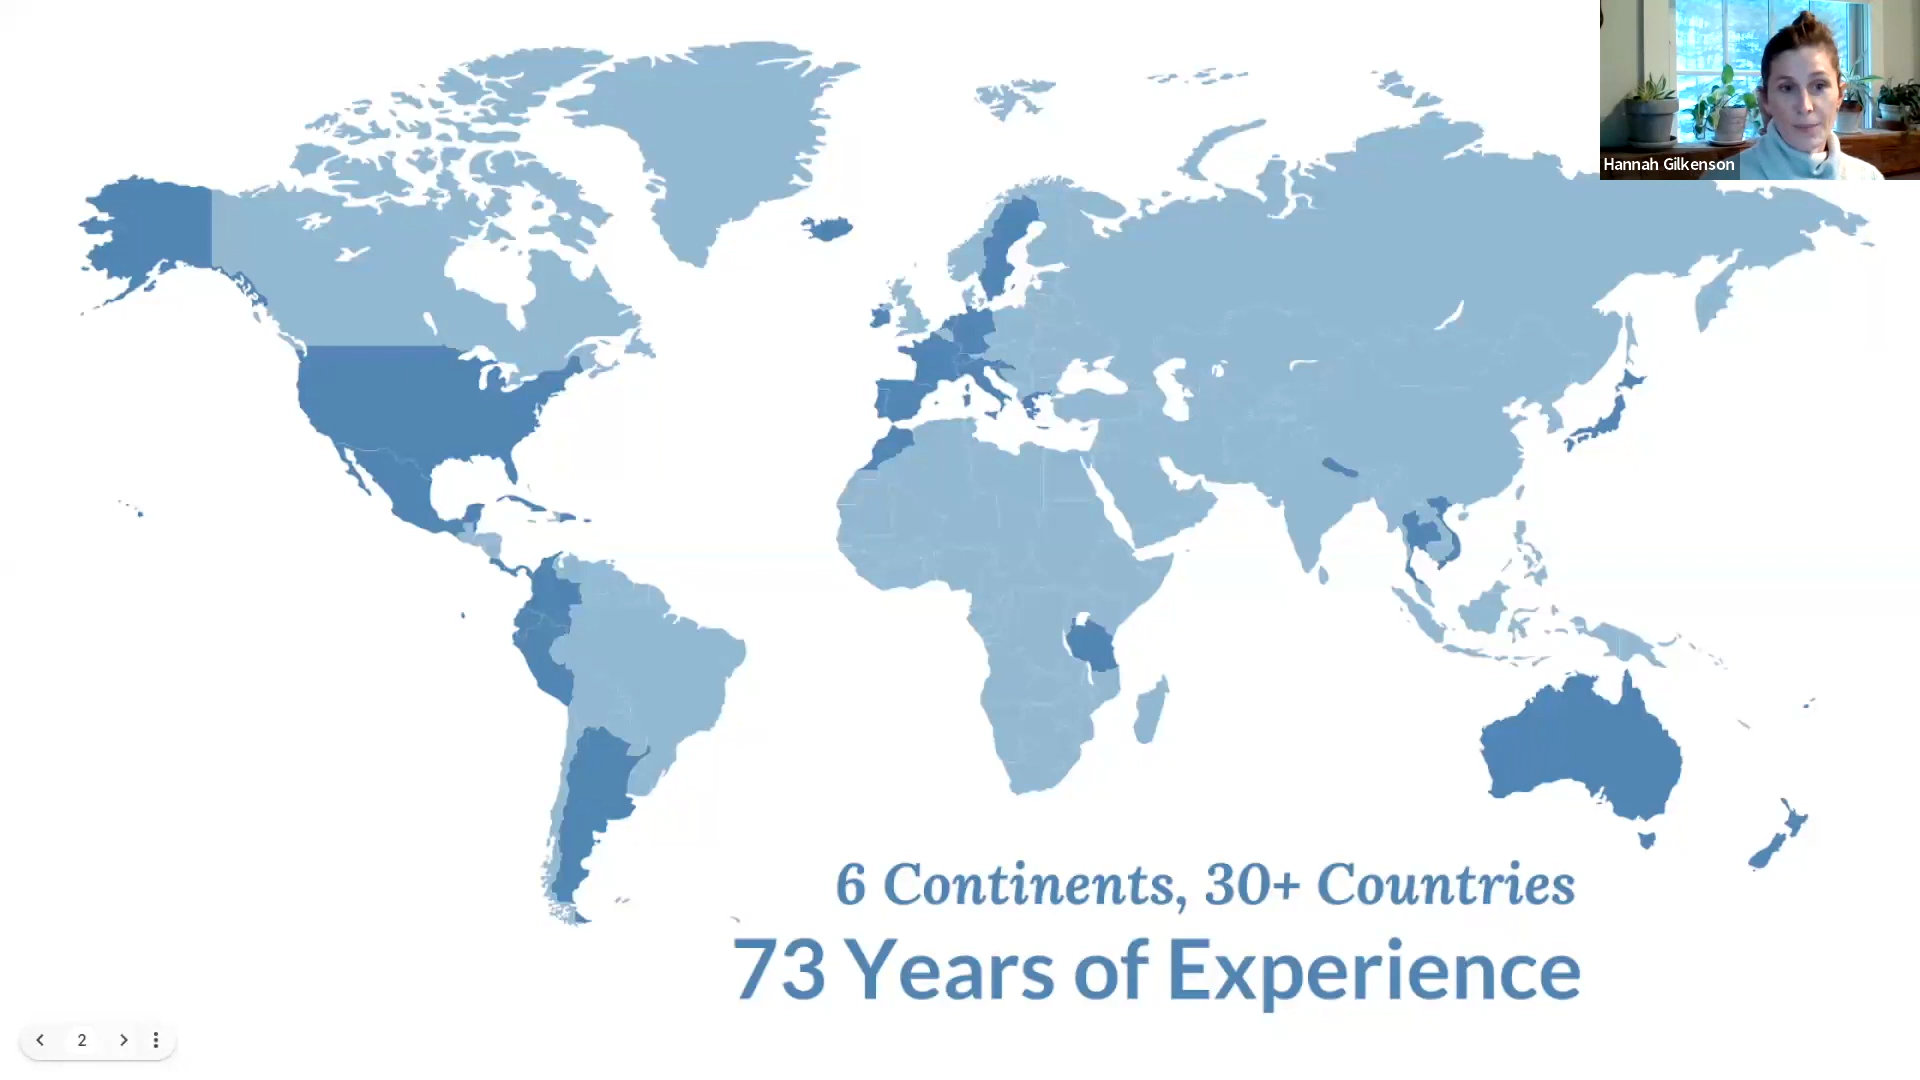 Hannah Gilkenson
6 Continents, 30+ Countries
73 Years of Experience
2